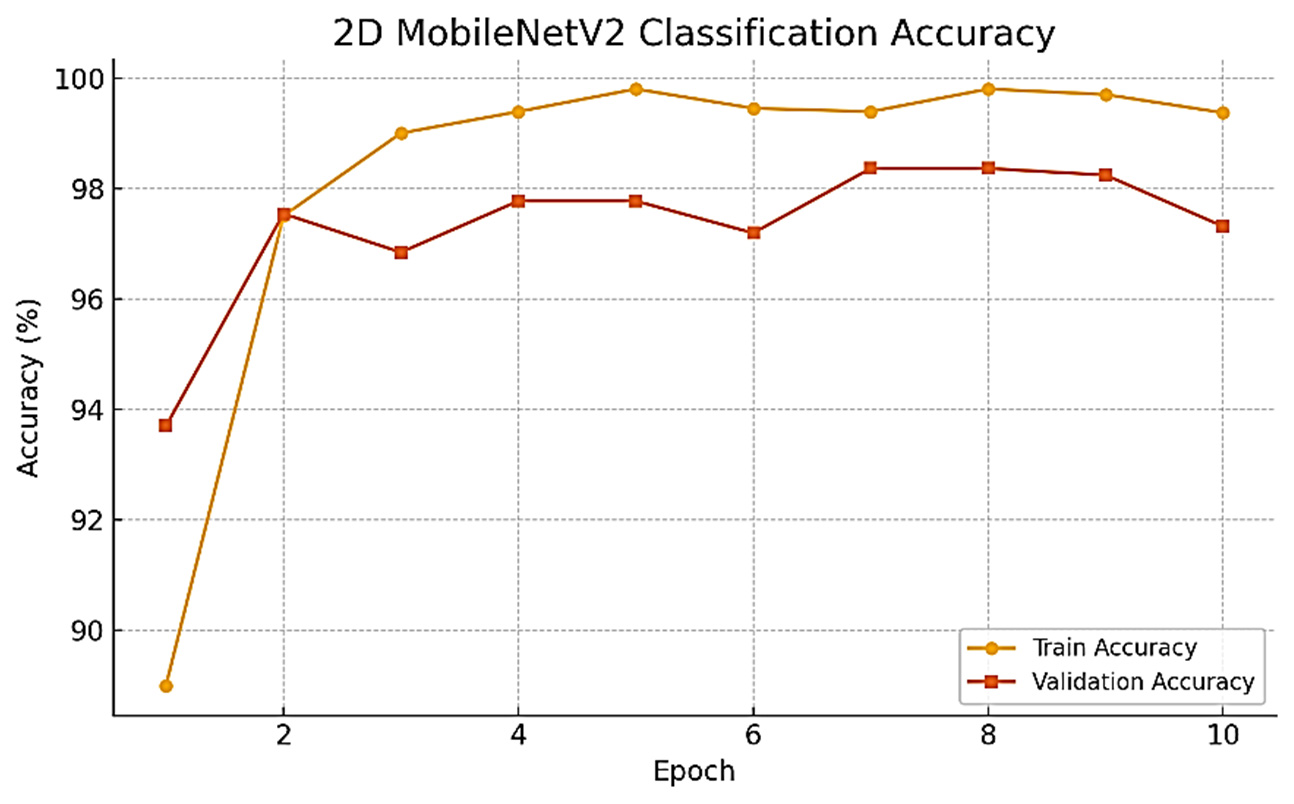 2D MobileNetV2 Classification Accuracy
100
98
96
94
92
90
Accuracy (%)
Train Accuracy
Validation Accuracy
2 4 6 8 10
Epoch